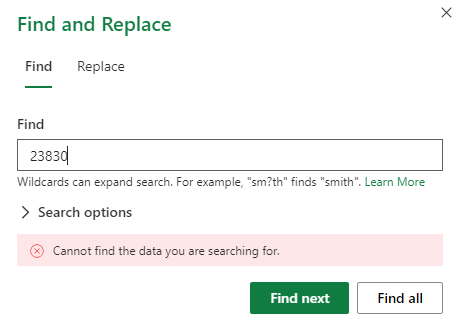 Find and Replace
Find
Replace
Find
23830
Wildcards can expand search. For example, "sm?th" finds "smith". Learn More
Search options
Cannot find the data you are searching for.
Find next
Find all